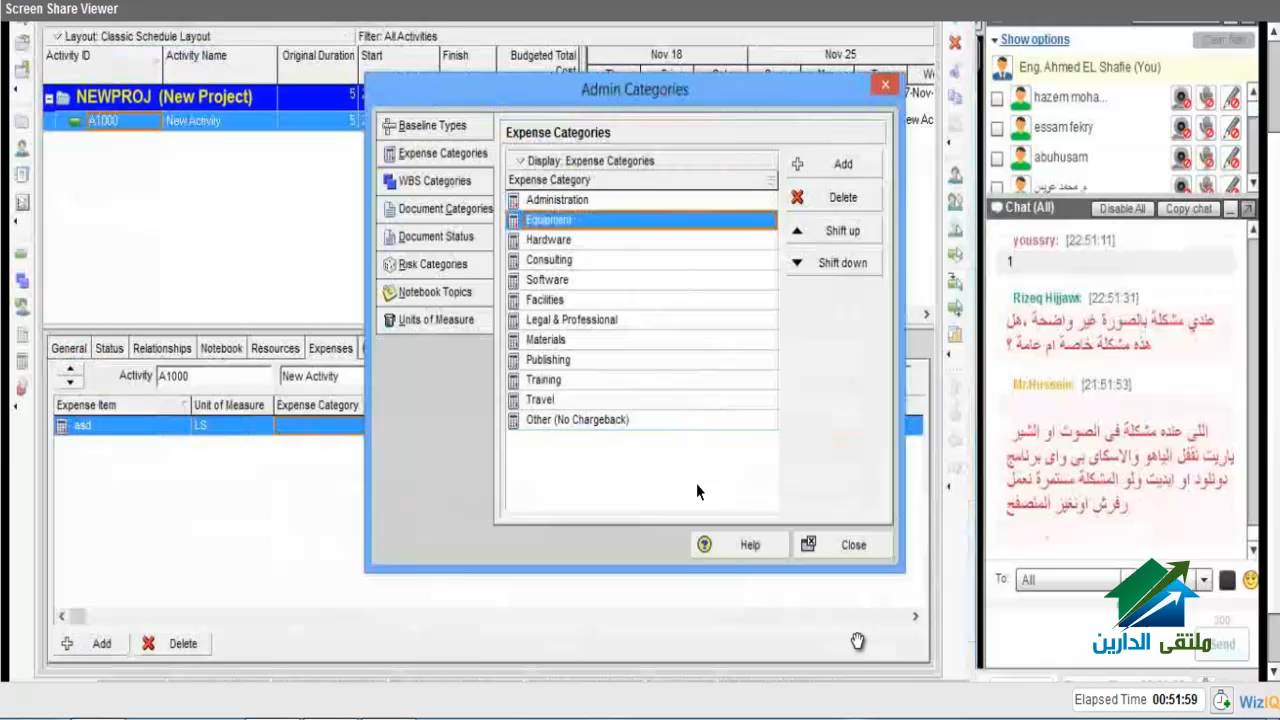 Screen Share Viewer
Layout: Classic Schedule Layout
Filter: All Activities
Activity ID
Activity Name
Original Duration
Start
Finish
Budgeted Total
Nov 18
Nov 25
NEWPROJ (New Project)
5
A1000
New Activity
5
Admin Categories
Baseline Types
Expense Categories
WBS Categories
Document Categories
Document Status
Risk Categories
Notebook Topics
Units of Measure
Expense Categories
Display: Expense Categories
Expense Category
Administration
Equipment
Hardware
Consulting
Software
Facilities
Legal & Professional
Materials
Publishing
Training
Travel
Other (No Chargeback)
Add
Delete
Shift up
Shift down
Help
Close
General
Status
Relationships
Notebook
Resources
Expenses
Activity
A1000
New Activity
Expense Item
Unit of Measure
Expense Category
asd
LS
Add
Delete
Show options
Eng. Ahmed EL Shafie (You)
hazem moha...
essam fekry
abuhusam
م محمد عويس
Chat (All)
Disable All
Copy chat
youssry: [22:51:11]
1
Rizeq Hijjawi: [22:51:31]
عندي مشكلة بالصورة غير واضحة ,هل
هذه مشكلة خاصة ام عامة ؟
Mr.Hussein: [21:51:53]
اللى عنده مشكلة فى الصوت او الشير
ياريت نقفل الياهو والاسكاى بى واى برنامج
دونلود او ابديت ولو المشكلة مستمرة نعمل
رفرش اونغير المتصفح
To:
All
300
Send
ملتقى الدارين
Elapsed Time 00:51:59
WizIQ